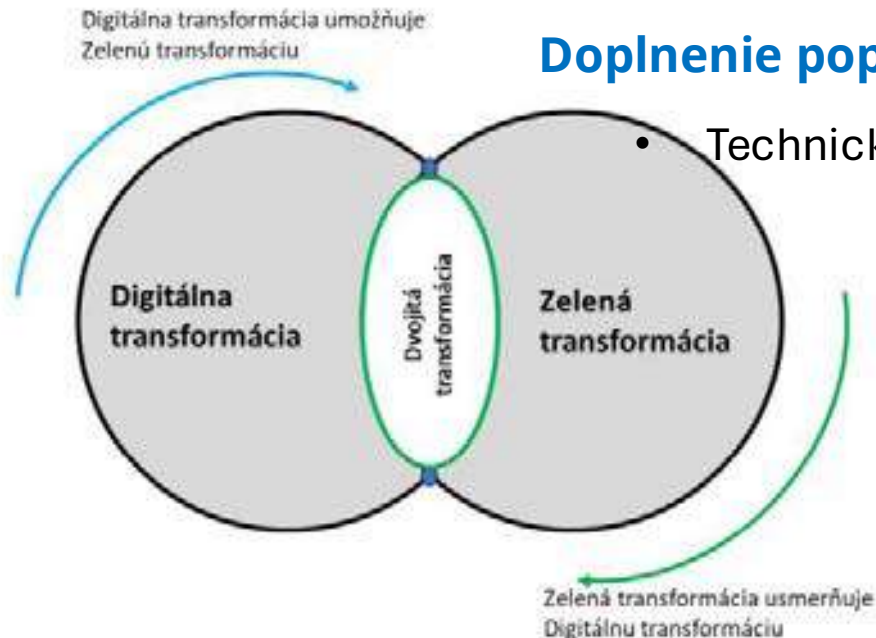 Digitálna transformácia umožňuje
Zelenú transformáciu
Doplnenie pop
• Technick
Digitálna
transformácia
Dvojitá
transformácia
Zelená
transformácia
Zelená transformácia usmerňuje
Digitálnu transformáciu